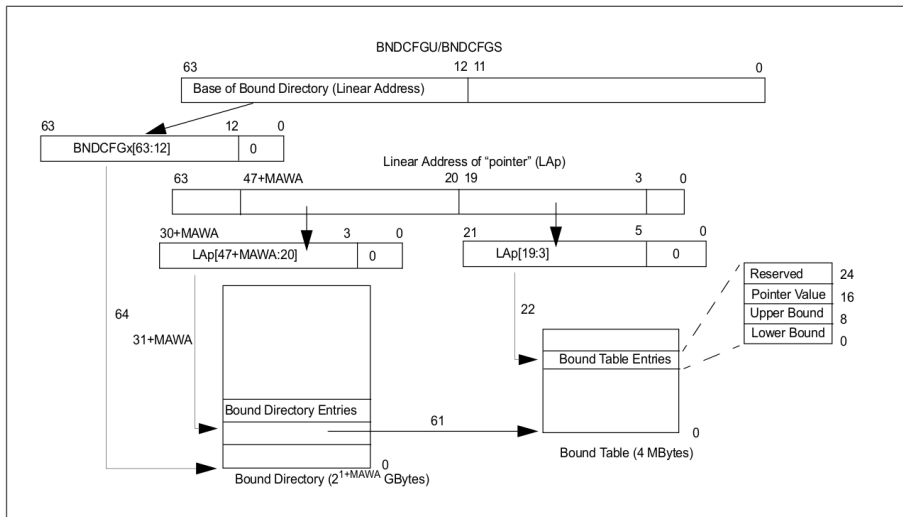 BNDCFGU/BNDCFGS
63 12 11 0
Base of Bound Directory (Linear Address)
63 12 0
BNDCFGx[63:12] 0
Linear Address of “pointer” (LAp)
63 47+MAWA 20 19 3 0
30+MAWA 3 0 21 5 0
LAp[47+MAWA:20] 0 LAp[19:3] 0
Reserved 24
Pointer Value 16
Upper Bound 8
Lower Bound 0
64 22
31+MAWA
Bound Table Entries
Bound Directory Entries
61
0
Bound Table (4 MBytes)
0
Bound Directory (2^1+MAWA GBytes)